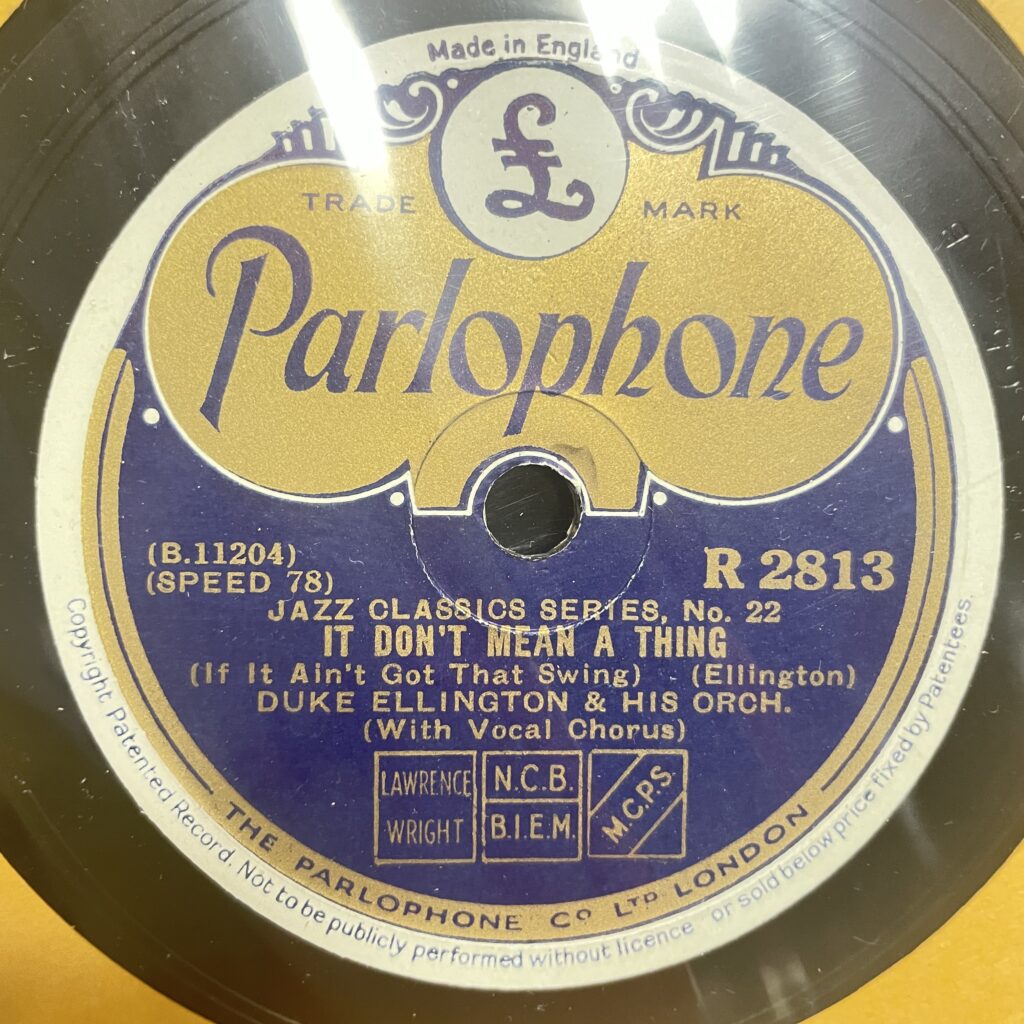 Made in England
£
TRADE MARK
Parlophone
(B.11204)
(SPEED 78)
R 2813
JAZZ CLASSICS SERIES, No. 22
IT DON'T MEAN A THING
(If It Ain't Got That Swing) (Ellington)
DUKE ELLINGTON & HIS ORCH.
(With Vocal Chorus)
LAWRENCE
WRIGHT
N.C.B.
B.I.E.M.
M.C.P.S.
THE PARLOPHONE Co LTD LONDON
Copyright Patented Record. Not to be publicly performed without licence or sold below price fixed by Patentees.